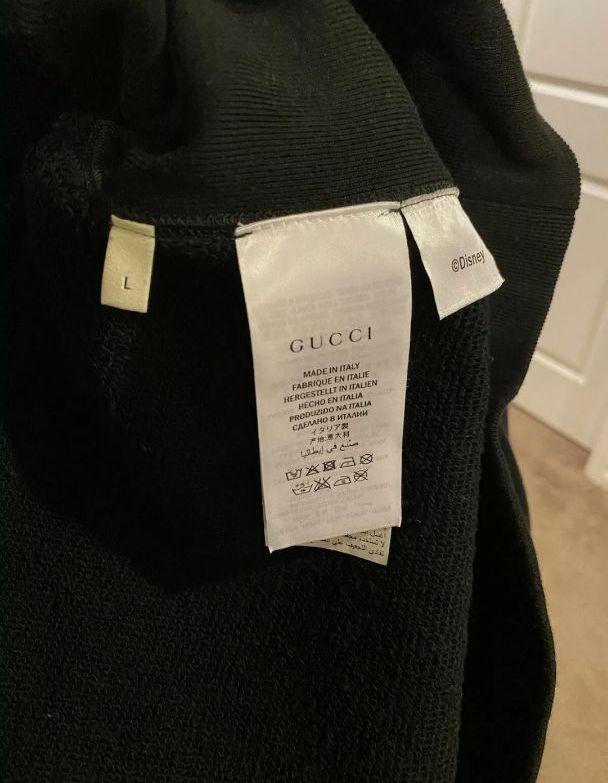 L
©Disney
GUCCI
MADE IN ITALY
FABRIQUE EN ITALIE
HERGESTELLT IN ITALIEN
HECHO EN ITALIA
PRODUZIDO NA ITALIA
СДЕЛАНО В ИТАЛИИ
イタリア製
产地:意大利
صنع في إيطاليا